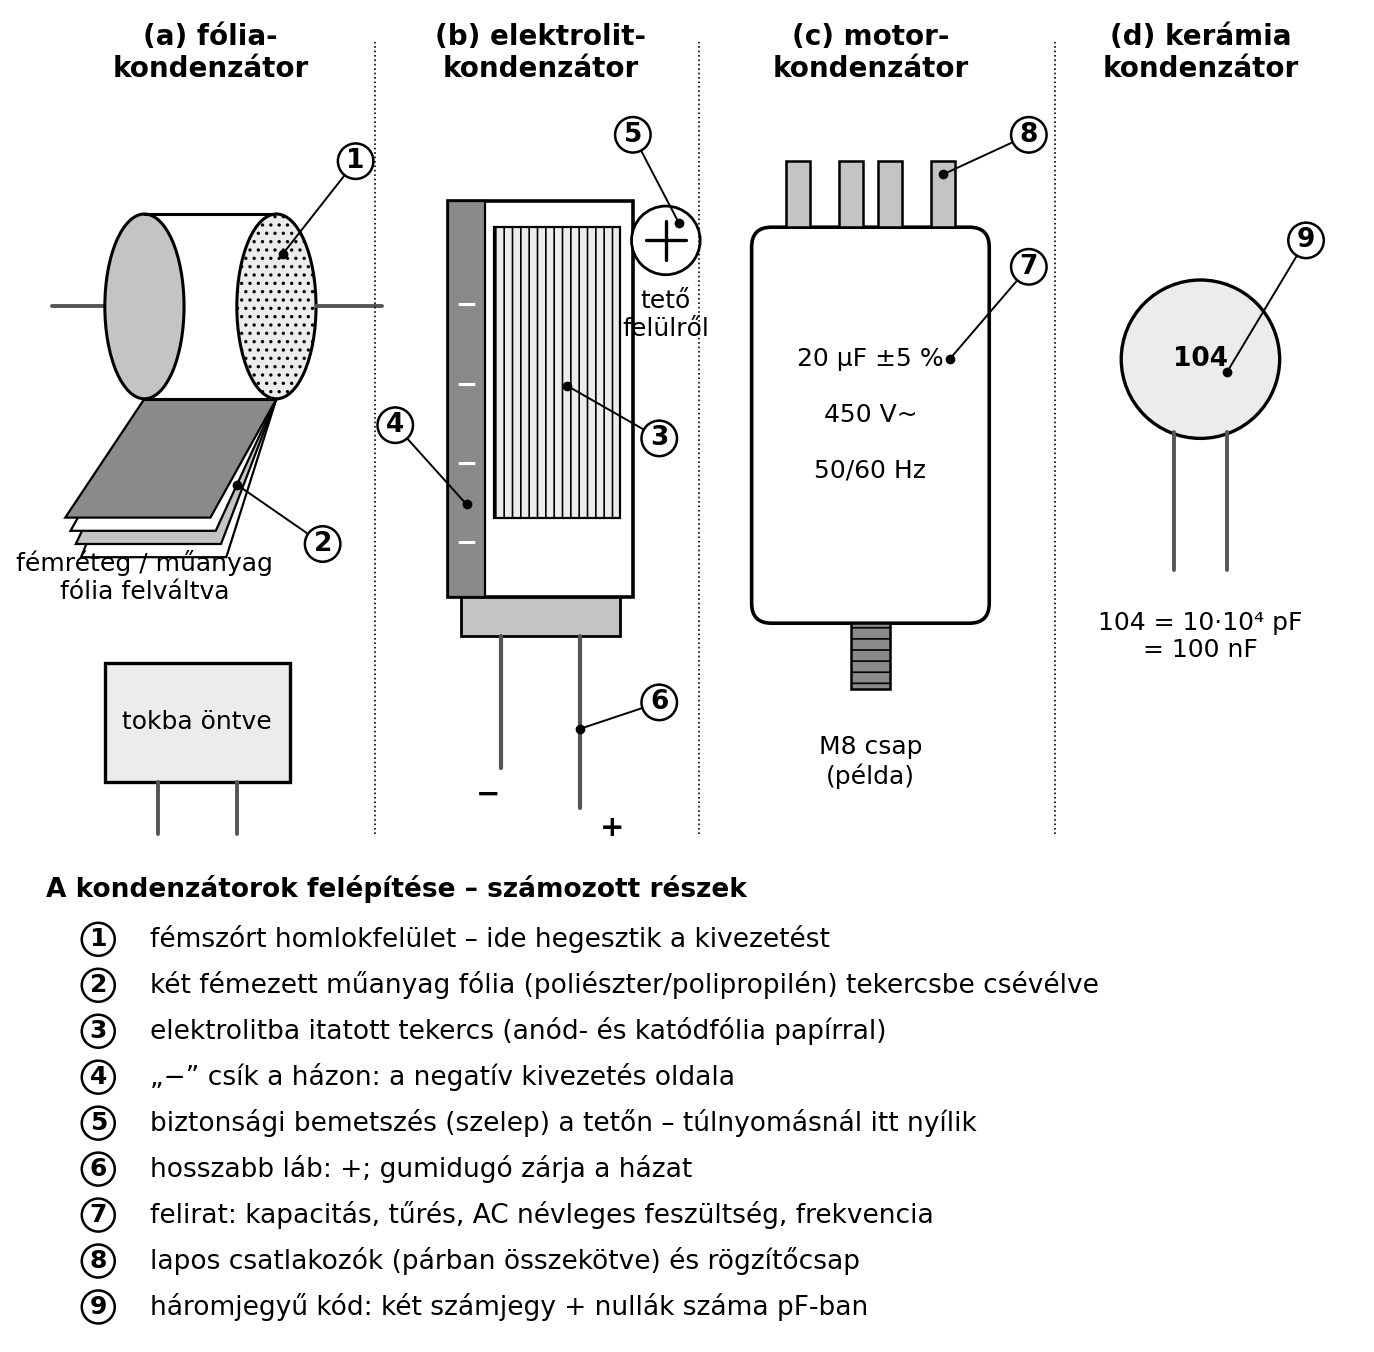 (a) fólia-
kondenzátor
(b) elektrolit-
kondenzátor
(c) motor-
kondenzátor
(d) kerámia
kondenzátor
1
2
fémréteg / műanyag
fólia felváltva
tokba öntve
5
tető
felülről
4
3
6
−
+
8
7
20 µF ±5 %
450 V~
50/60 Hz
M8 csap
(példa)
9
104
104 = 10·10⁴ pF
= 100 nF
A kondenzátorok felépítése – számozott részek
1 fémszórt homlokfelület – ide hegesztik a kivezetést
2 két fémezett műanyag fólia (poliészter/polipropilén) tekercsbe csévélve
3 elektrolitba itatott tekercs (anód- és katódfólia papírral)
4 „−” csík a házon: a negatív kivezetés oldala
5 biztonsági bemetszés (szelep) a tetőn – túlnyomásnál itt nyílik
6 hosszabb láb: +; gumidugó zárja a házat
7 felirat: kapacitás, tűrés, AC névleges feszültség, frekvencia
8 lapos csatlakozók (párban összekötve) és rögzítőcsap
9 háromjegyű kód: két számjegy + nullák száma pF-ban